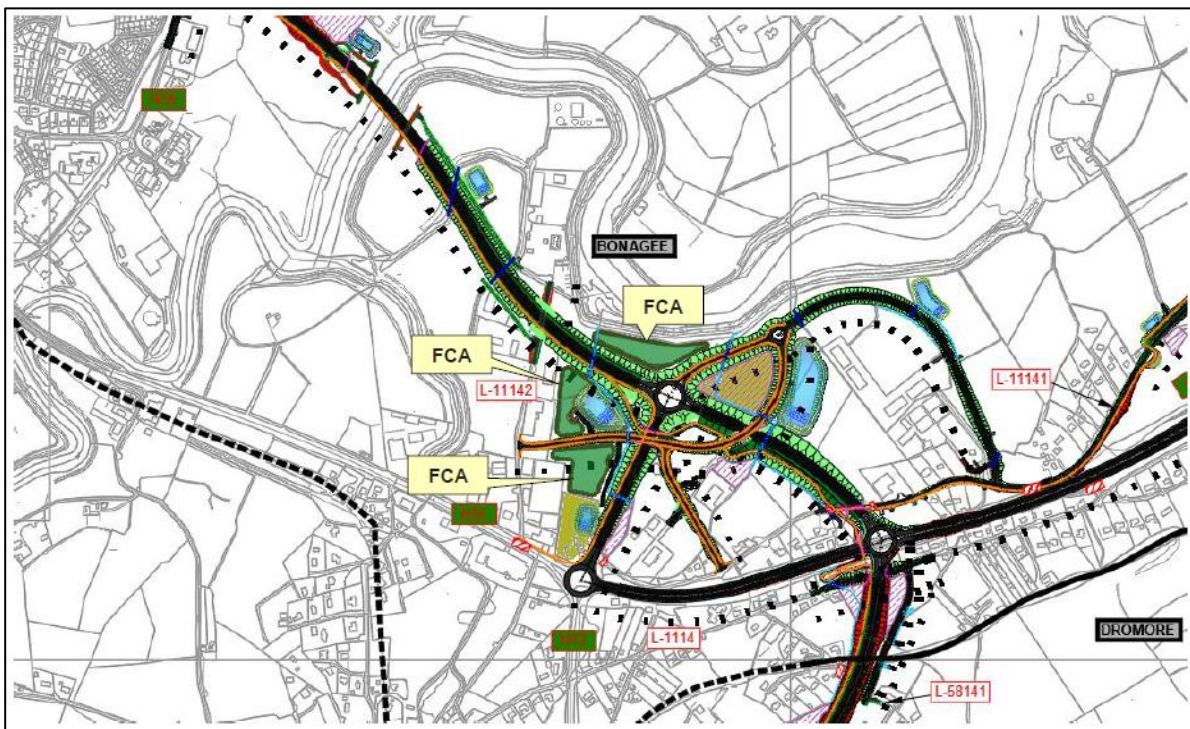 BONAGEE
FCA
FCA
L-11142
L-11141
FCA
L-1114
DROMORE
L-58141